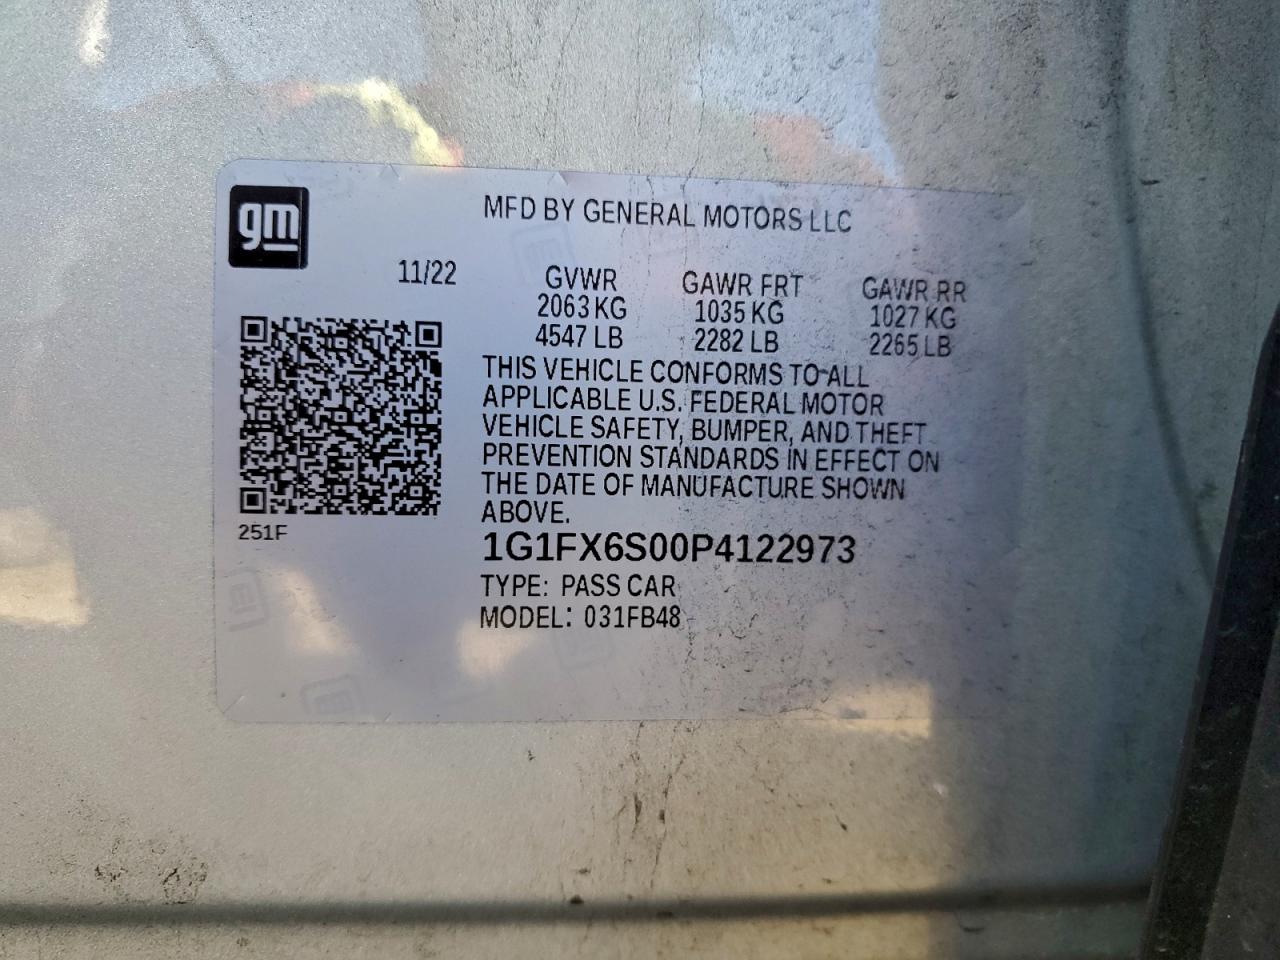 gm
MFD BY GENERAL MOTORS LLC
11/22 GVWR GAWR FRT GAWR RR
2063 KG 1035 KG 1027 KG
4547 LB 2282 LB 2265 LB
THIS VEHICLE CONFORMS TO ALL
APPLICABLE U.S. FEDERAL MOTOR
VEHICLE SAFETY, BUMPER, AND THEFT
PREVENTION STANDARDS IN EFFECT ON
THE DATE OF MANUFACTURE SHOWN
ABOVE.
251F
1G1FX6S00P4122973
TYPE: PASS CAR
MODEL: 031FB48